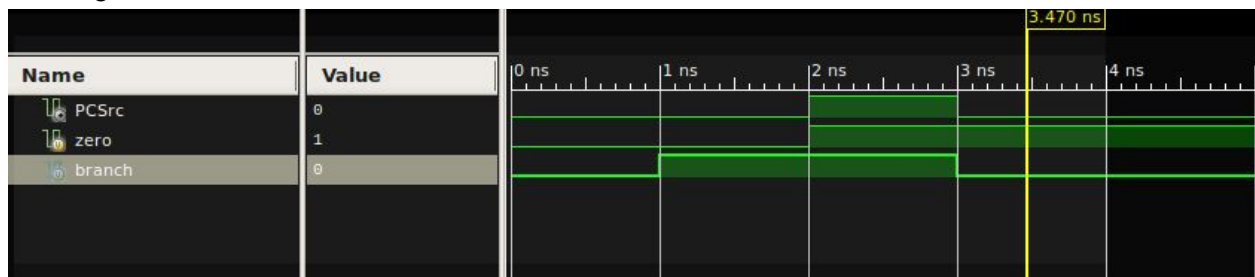 3.470 ns
Name Value 0 ns 1 ns 2 ns 3 ns 4 ns
PCSrc 0
zero 1
branch 0